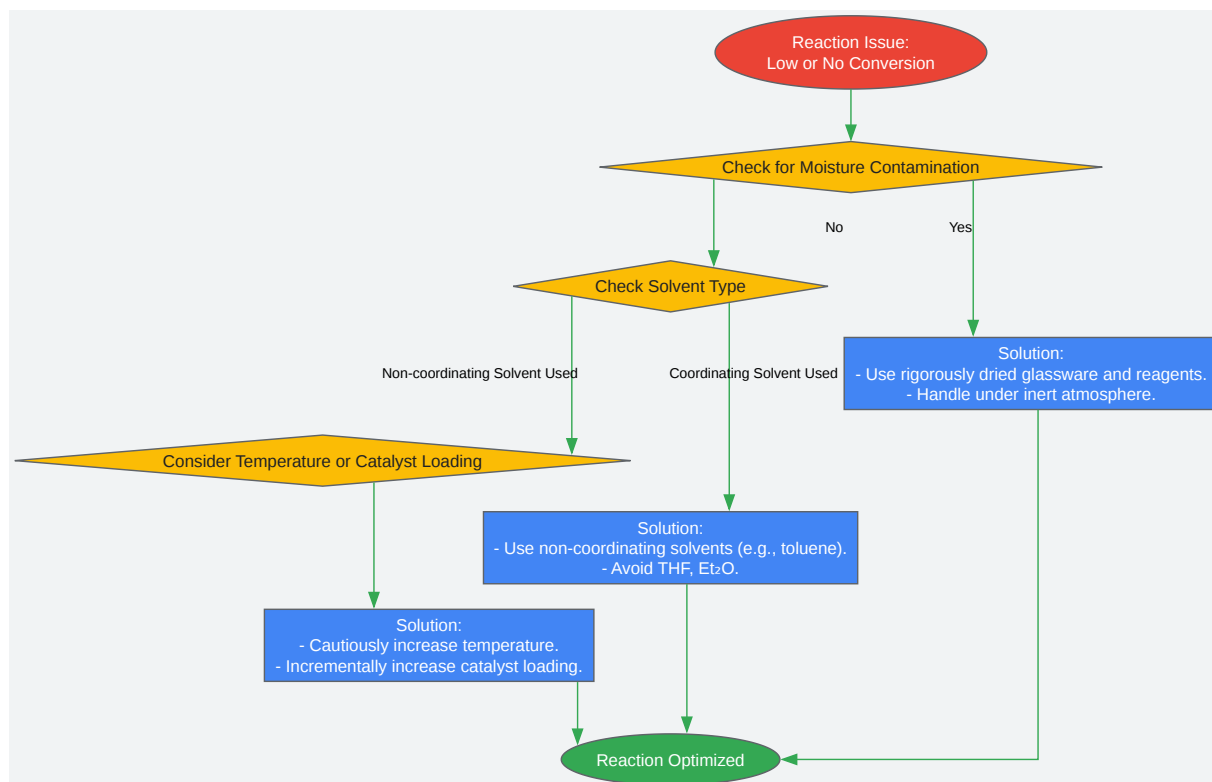 Reaction Issue:
Low or No Conversion
Check for Moisture Contamination
No
Yes
Check Solvent Type
Solution:
- Use rigorously dried glassware and reagents.
- Handle under inert atmosphere.
Non-coordinating Solvent Used
Coordinating Solvent Used
Consider Temperature or Catalyst Loading
Solution:
- Use non-coordinating solvents (e.g., toluene).
- Avoid THF, Et₂O.
Solution:
- Cautiously increase temperature.
- Incrementally increase catalyst loading.
Reaction Optimized